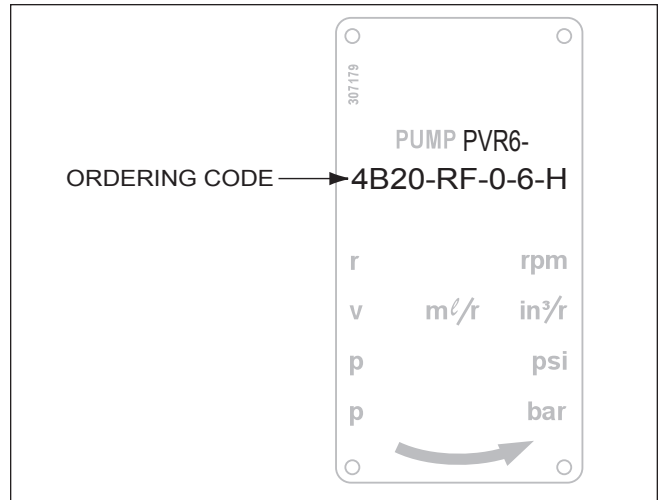 307179
PUMP PVR6-
ORDERING CODE 4B20-RF-0-6-H
r rpm
v mℓ/r in³/r
p psi
p bar